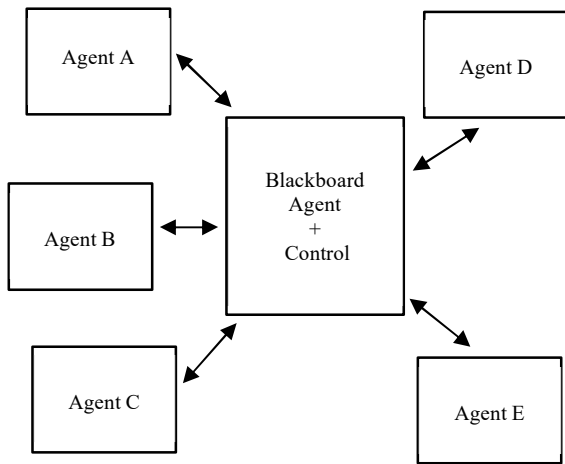 Agent A
Agent D
Blackboard
Agent
+
Control
Agent B
Agent C
Agent E